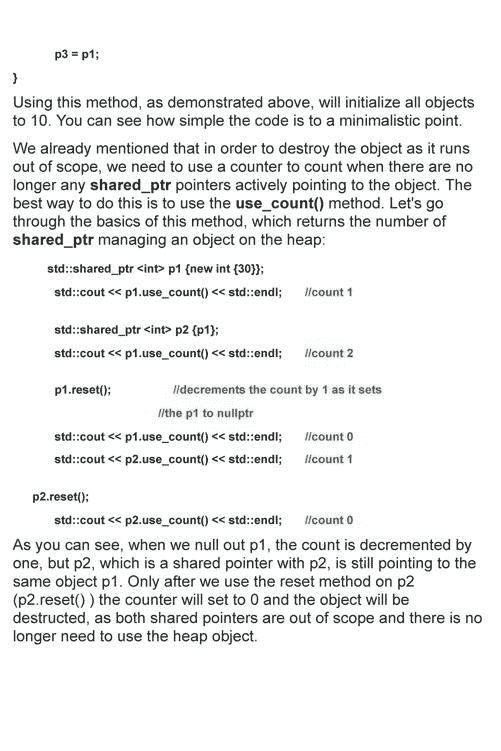 p3 = p1;
}
Using this method, as demonstrated above, will initialize all objects
to 10. You can see how simple the code is to a minimalistic point.
We already mentioned that in order to destroy the object as it runs
out of scope, we need to use a counter to count when there are no
longer any shared_ptr pointers actively pointing to the object. The
best way to do this is to use the use_count() method. Let's go
through the basics of this method, which returns the number of
shared_ptr managing an object on the heap:
std::shared_ptr <int> p1 {new int {30}};
std::cout << p1.use_count() << std::endl; //count 1
std::shared_ptr <int> p2 {p1};
std::cout << p1.use_count() << std::endl; //count 2
p1.reset(); //decrements the count by 1 as it sets
//the p1 to nullptr
std::cout << p1.use_count() << std::endl; //count 0
std::cout << p2.use_count() << std::endl; //count 1
p2.reset();
std::cout << p2.use_count() << std::endl; //count 0
As you can see, when we null out p1, the count is decremented by
one, but p2, which is a shared pointer with p2, is still pointing to the
same object p1. Only after we use the reset method on p2
(p2.reset() ) the counter will set to 0 and the object will be
destructed, as both shared pointers are out of scope and there is no
longer need to use the heap object.